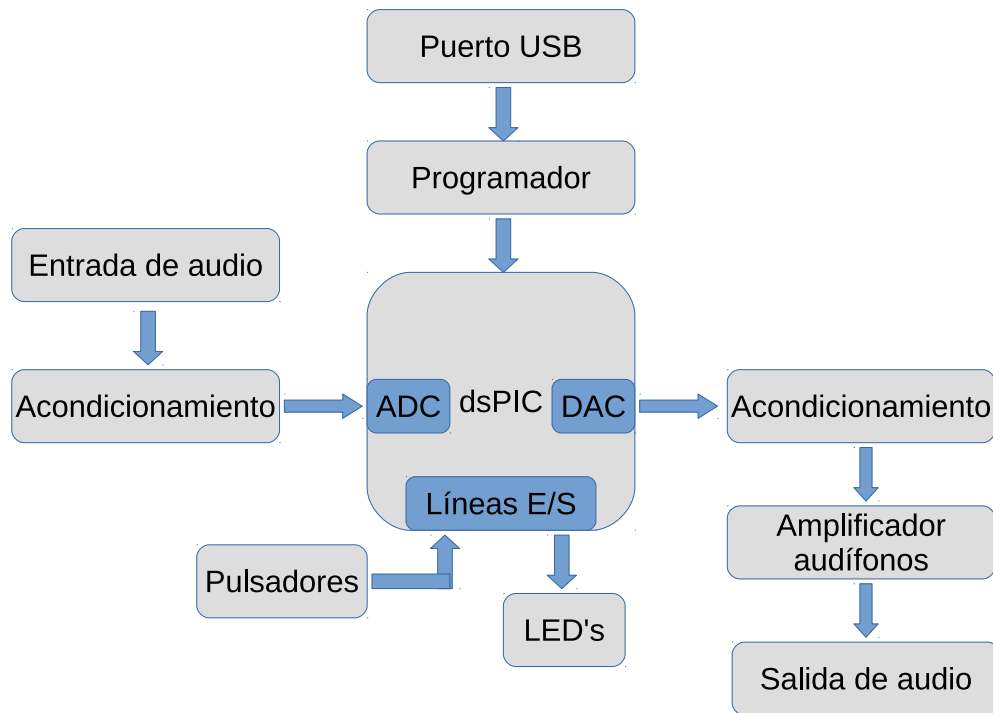 Puerto USB
Programador
Entrada de audio
Acondicionamiento
ADC
dsPIC
DAC
Acondicionamiento
Líneas E/S
Pulsadores
LED's
Amplificador
audífonos
Salida de audio